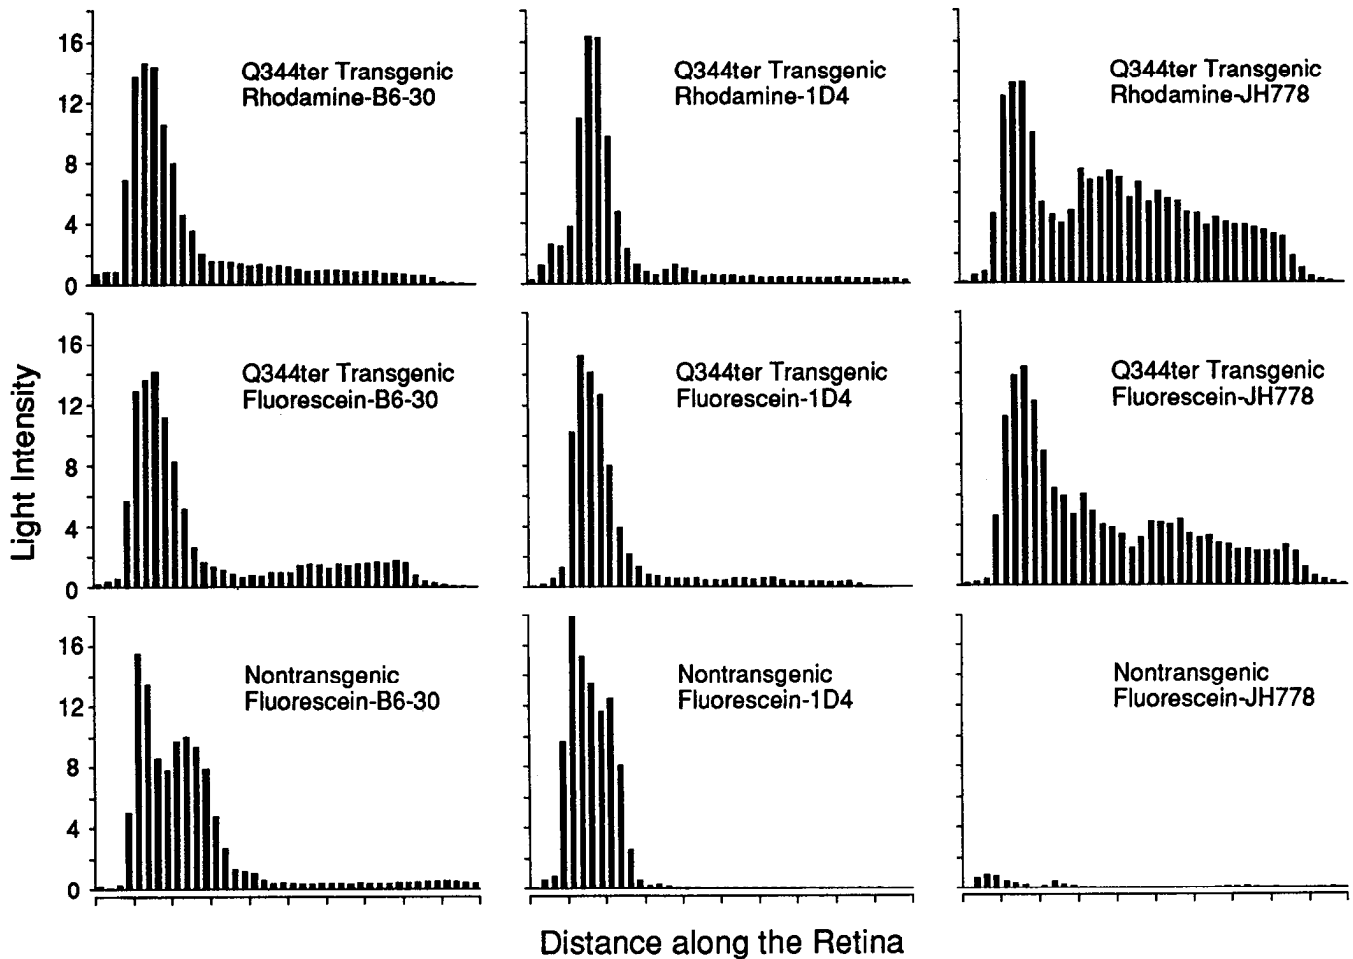 16
12
8
4
0
Q344ter Transgenic
Rhodamine-B6-30
Q344ter Transgenic
Rhodamine-1D4
Q344ter Transgenic
Rhodamine-JH778
16
12
8
4
0
Q344ter Transgenic
Fluorescein-B6-30
Q344ter Transgenic
Fluorescein-1D4
Q344ter Transgenic
Fluorescein-JH778
Light Intensity
16
12
8
4
0
Nontransgenic
Fluorescein-B6-30
Nontransgenic
Fluorescein-1D4
Nontransgenic
Fluorescein-JH778
Distance along the Retina